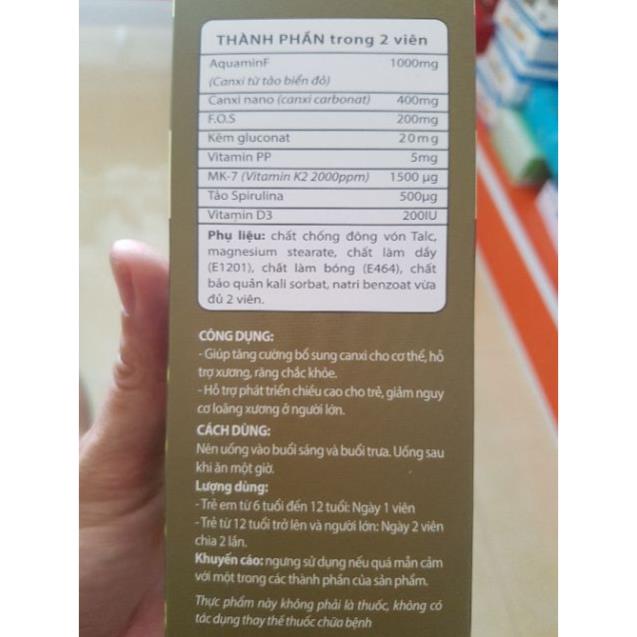 THÀNH PHẦN trong 2 viên
AquaminF 1000mg
(Canxi từ tảo biển đỏ)
Canxi nano (canxi carbonat) 400mg
F.O.S 200mg
Kẽm gluconat 20mg
Vitamin PP 5mg
MK-7 (Vitamin K2 2000ppm) 1500 µg
Tảo Spirulina 500µg
Vitamin D3 200IU
Phụ liệu: chất chống đông vón Talc,
magnesium stearate, chất làm dầy
(E1201), chất làm bóng (E464), chất
bảo quản kali sorbat, natri benzoat vừa
đủ 2 viên.
CÔNG DỤNG:
- Giúp tăng cường bổ sung canxi cho cơ thể, hỗ
trợ xương, răng chắc khỏe.
- Hỗ trợ phát triển chiều cao cho trẻ, giảm nguy
cơ loãng xương ở người lớn.
CÁCH DÙNG:
Nên uống vào buổi sáng và buổi trưa. Uống sau
khi ăn một giờ.
Lượng dùng:
- Trẻ em từ 6 tuổi đến 12 tuổi: Ngày 1 viên
- Trẻ từ 12 tuổi trở lên và người lớn: Ngày 2 viên
chia 2 lần.
Khuyến cáo: ngưng sử dụng nếu quá mẫn cảm
với một trong các thành phần của sản phẩm.
Thực phẩm này không phải là thuốc, không có
tác dụng thay thế thuốc chữa bệnh